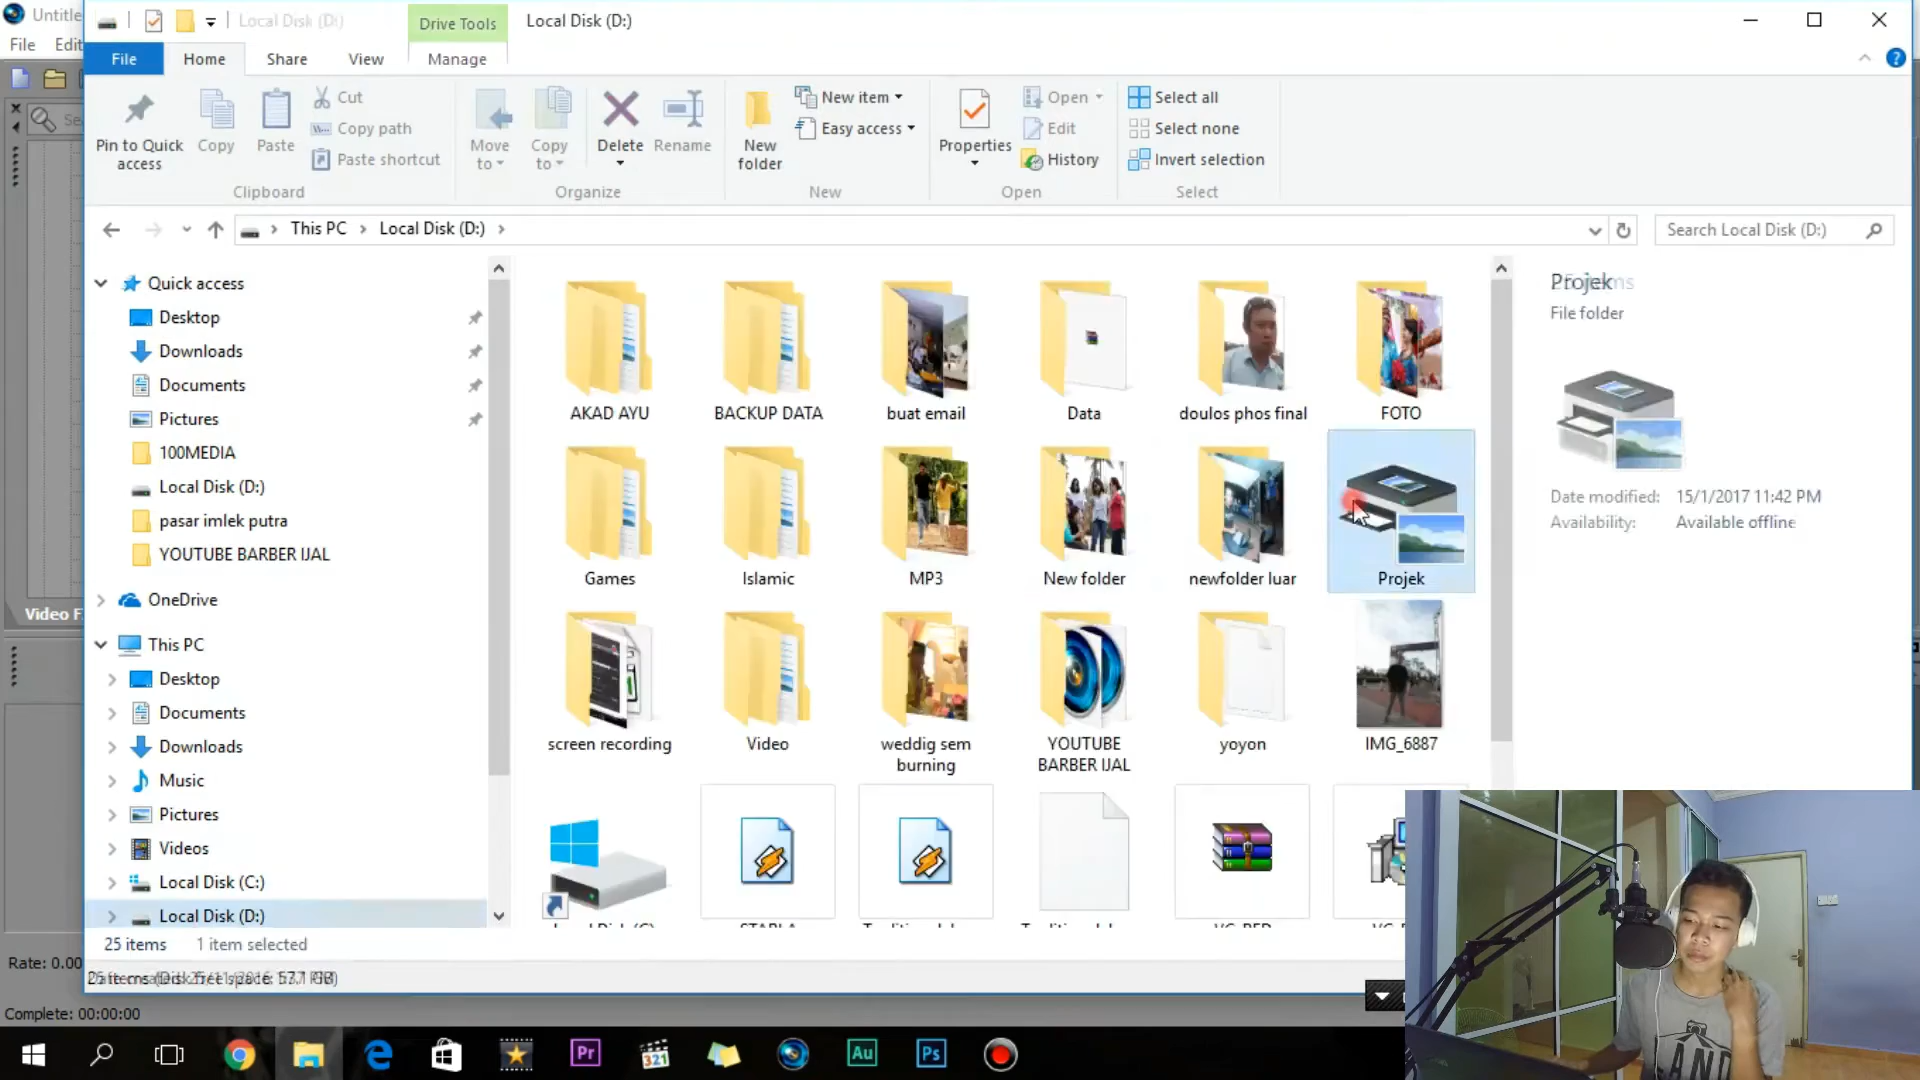 Untitle
Local Disk (D:)
Drive Tools
Local Disk (D:)
File
Edit
File
Home
Share
View
Manage
Pin to Quick access
Copy
Paste
Cut
Copy path
Paste shortcut
Move to
Copy to
Delete
Rename
New folder
New item
Easy access
Properties
Open
Edit
History
Select all
Select none
Invert selection
Clipboard
Organize
New
Open
Select
This PC
Local Disk (D:)
Search Local Disk (D:)
Se
Quick access
Desktop
Downloads
Documents
Pictures
100MEDIA
Local Disk (D:)
pasar imlek putra
YOUTUBE BARBER IJAL
OneDrive
This PC
Desktop
Documents
Downloads
Music
Pictures
Videos
Local Disk (C:)
Local Disk (D:)
AKAD AYU
BACKUP DATA
buat email
Data
doulos phos final
FOTO
Games
Islamic
MP3
New folder
newfolder luar
Projek
screen recording
Video
weddig sem burning
YOUTUBE BARBER IJAL
yoyon
IMG_6887
Projek
File folder
Date modified: 15/1/2017 11:42 PM
Availability: Available offline
Video F
25 items
1 item selected
Rate: 0.00
Complete: 00:00:00
Pr
321
Au
Ps
LAND